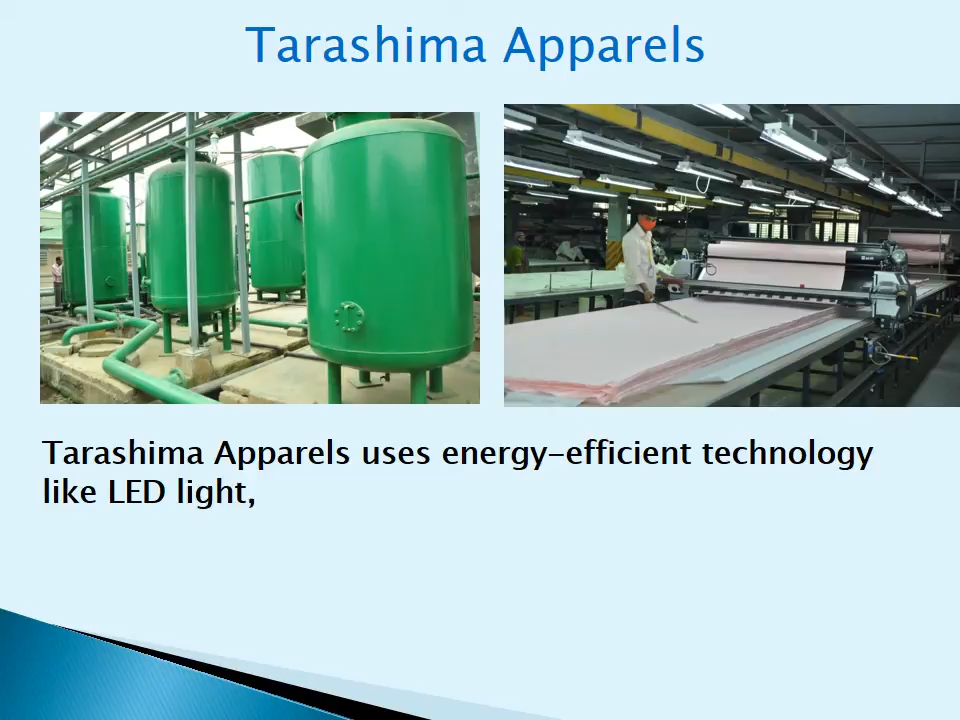 Tarashima Apparels
Tarashima Apparels uses energy-efficient technology
like LED light,